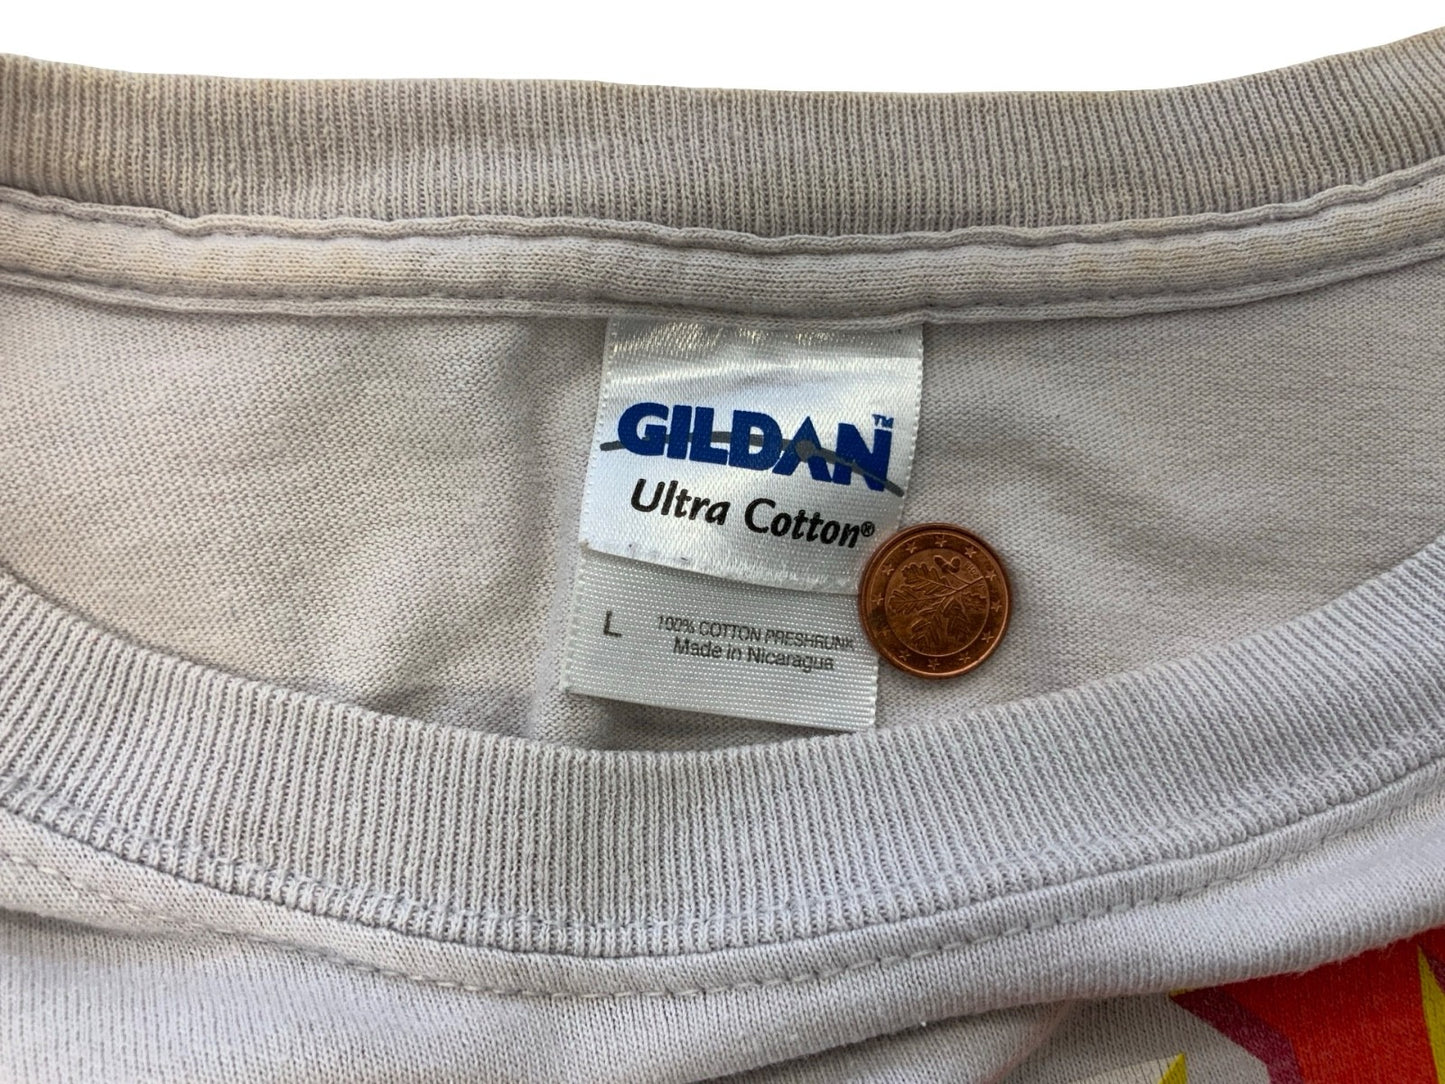 GILDAN™
Ultra Cotton®
L 100% COTTON PRESHRUNK
Made in Nicaragua